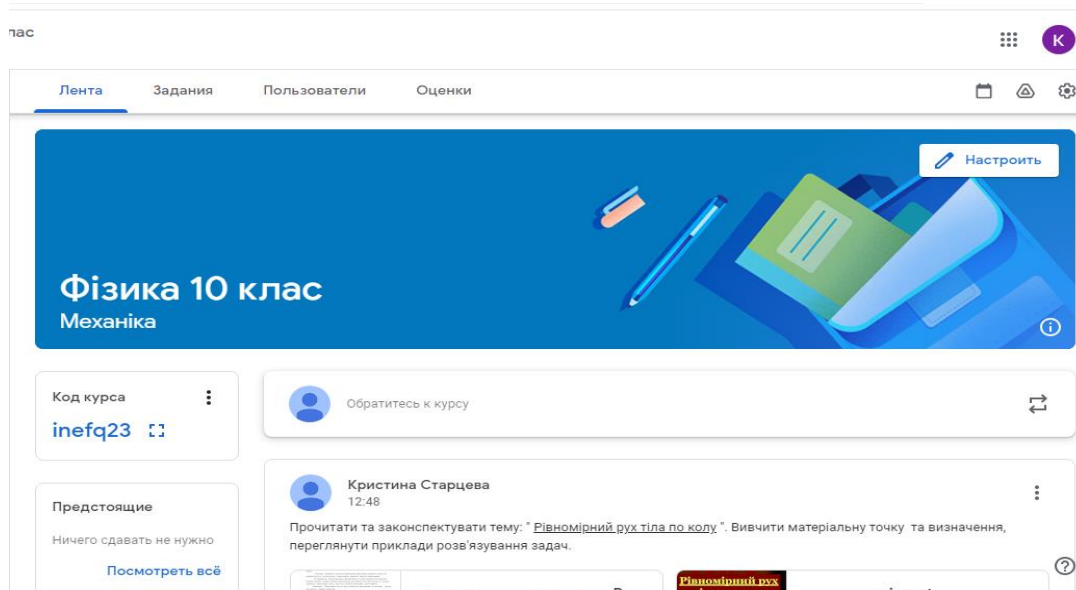 лас
K
Лента Задания Пользователи Оценки
Настроить
Фізика 10 клас
Механіка
Код курса
inefq23
Обратитесь к курсу
Предстоящие
Ничего сдавать не нужно
Посмотреть всё
Кристина Старцева
12:48
Прочитати та законспектувати тему: " Рівномірний рух тіла по колу ". Вивчити матеріальну точку та визначення,
переглянути приклади розв'язування задач.
Рівномірний рух